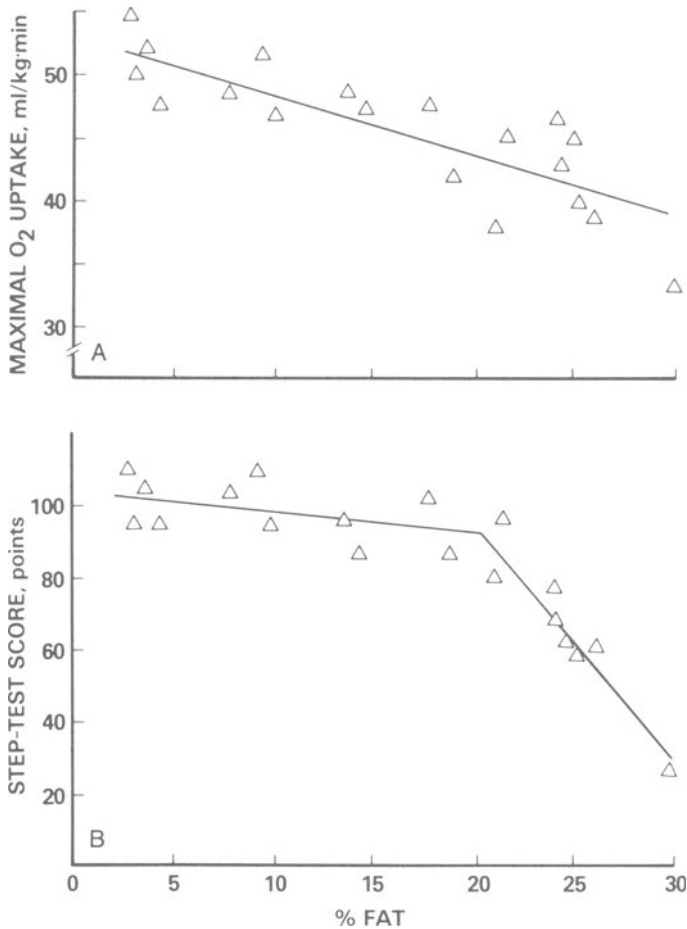 MAXIMAL O2 UPTAKE, ml/kg·min
50
40
30
A
STEP-TEST SCORE, points
100
80
60
40
20
B
0 5 10 15 20 25 30
% FAT